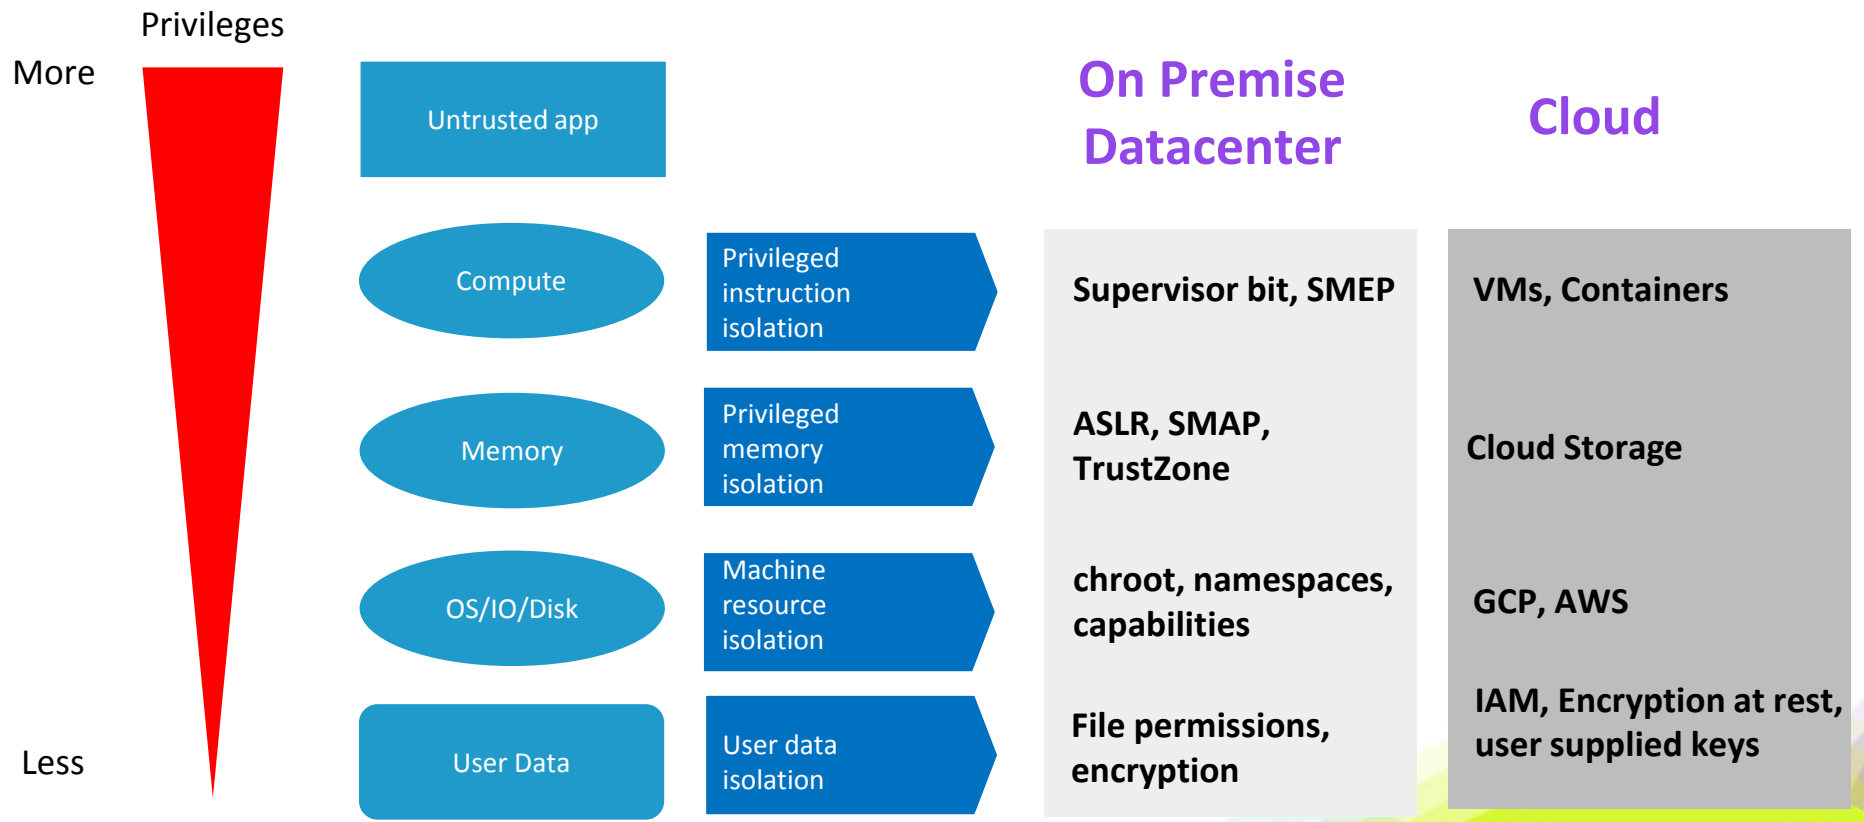 Privileges
More
Untrusted app
On Premise
Datacenter
Cloud
Compute
Privileged
instruction
isolation
Supervisor bit, SMEP
VMs, Containers
Memory
Privileged
memory
isolation
ASLR, SMAP,
TrustZone
Cloud Storage
OS/IO/Disk
Machine
resource
isolation
chroot, namespaces,
capabilities
GCP, AWS
Less
User Data
User data
isolation
File permissions,
encryption
IAM, Encryption at rest,
user supplied keys